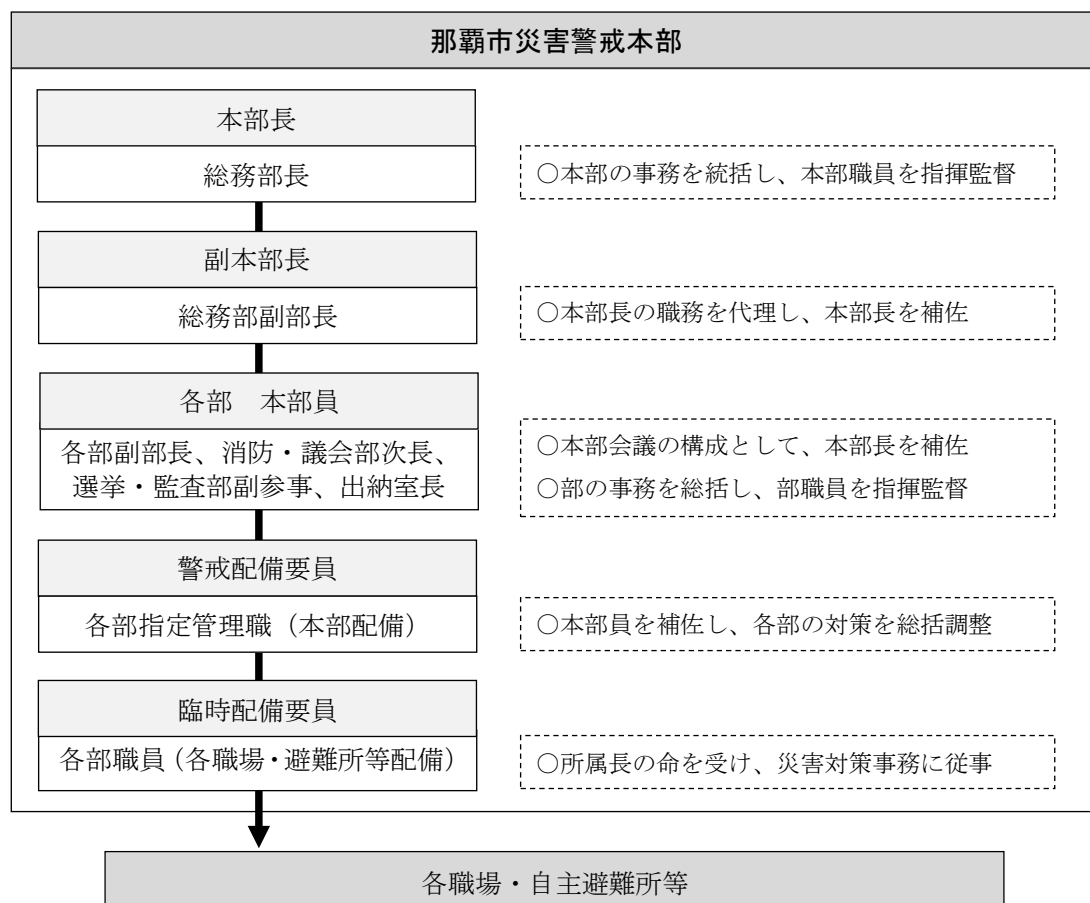 那覇市災害警戒本部
本部長
総務部長
○本部の事務を統括し、本部職員を指揮監督
副本部長
総務部副部長
○本部長の職務を代理し、本部長を補佐
各部　本部員
各部副部長、消防・議会部次長、
選挙・監査部副参事、出納室長
○本部会議の構成として、本部長を補佐
○部の事務を総括し、部職員を指揮監督
警戒配備要員
各部指定管理職（本部配備）
○本部員を補佐し、各部の対策を総括調整
臨時配備要員
各部職員（各職場・避難所等配備）
○所属長の命を受け、災害対策事務に従事
各職場・自主避難所等